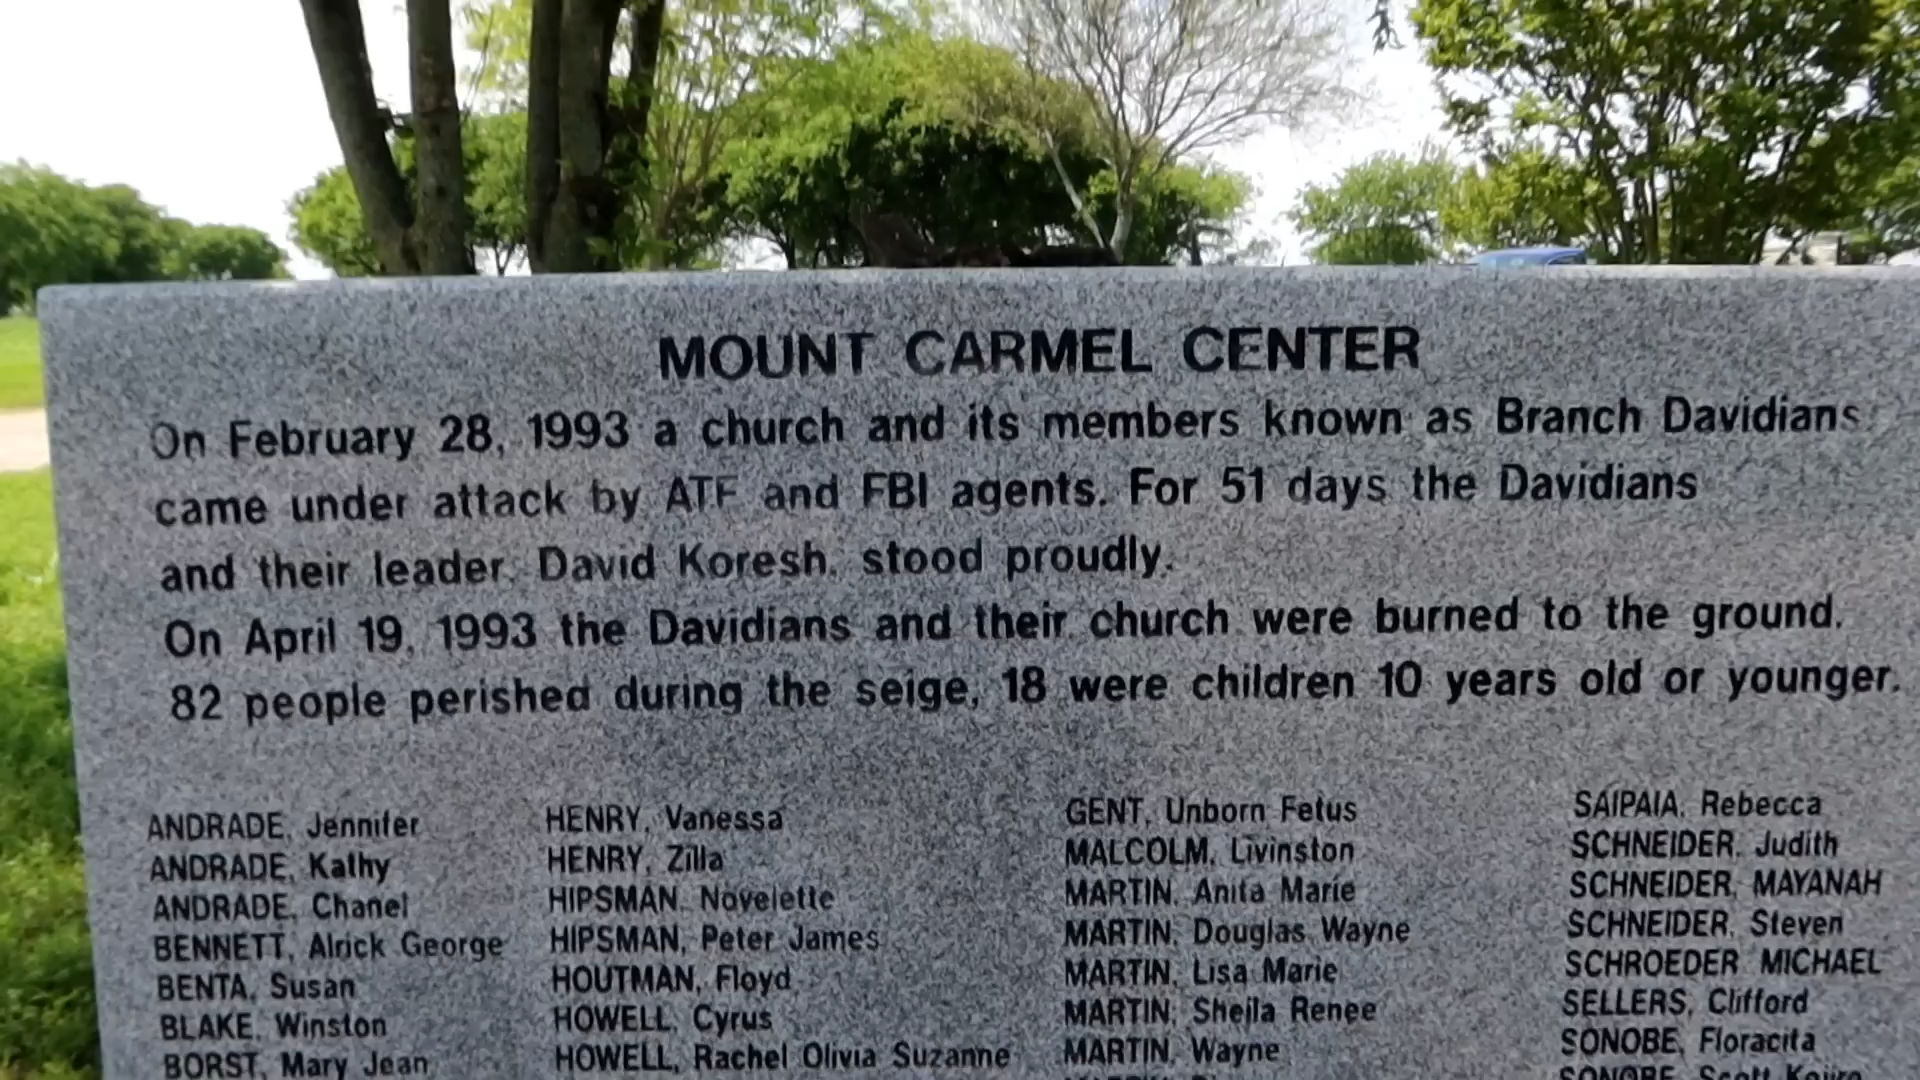 MOUNT CARMEL CENTER
On February 28, 1993 a church and its members known as Branch Davidians
came under attack by ATF and FBI agents. For 51 days the Davidians
and their leader, David Koresh, stood proudly.
On April 19, 1993 the Davidians and their church were burned to the ground.
82 people perished during the seige, 18 were children 10 years old or younger.
ANDRADE, Jennifer
ANDRADE, Kathy
ANDRADE, Chanel
BENNETT, Alrick George
BENTA, Susan
BLAKE, Winston
BORST, Mary Jean
HENRY, Vanessa
HENRY, Zilla
HIPSMAN, Novelette
HIPSMAN, Peter James
HOUTMAN, Floyd
HOWELL, Cyrus
HOWELL, Rachel Olivia Suzanne
GENT, Unborn Fetus
MALCOLM, Livinston
MARTIN, Anita Marie
MARTIN, Douglas Wayne
MARTIN, Lisa Marie
MARTIN, Sheila Renee
MARTIN, Wayne
SAIPAIA, Rebecca
SCHNEIDER, Judith
SCHNEIDER, MAYANAH
SCHNEIDER, Steven
SCHROEDER MICHAEL
SELLERS, Clifford
SONOBE, Floracita
SONOBE, Scott Kojiro